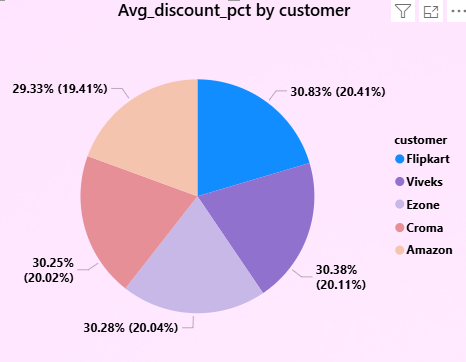 Avg_discount_pct by customer
29.33% (19.41%)
30.83% (20.41%)
customer
Flipkart
Viveks
Ezone
Croma
Amazon
30.25%
(20.02%)
30.38%
(20.11%)
30.28% (20.04%)